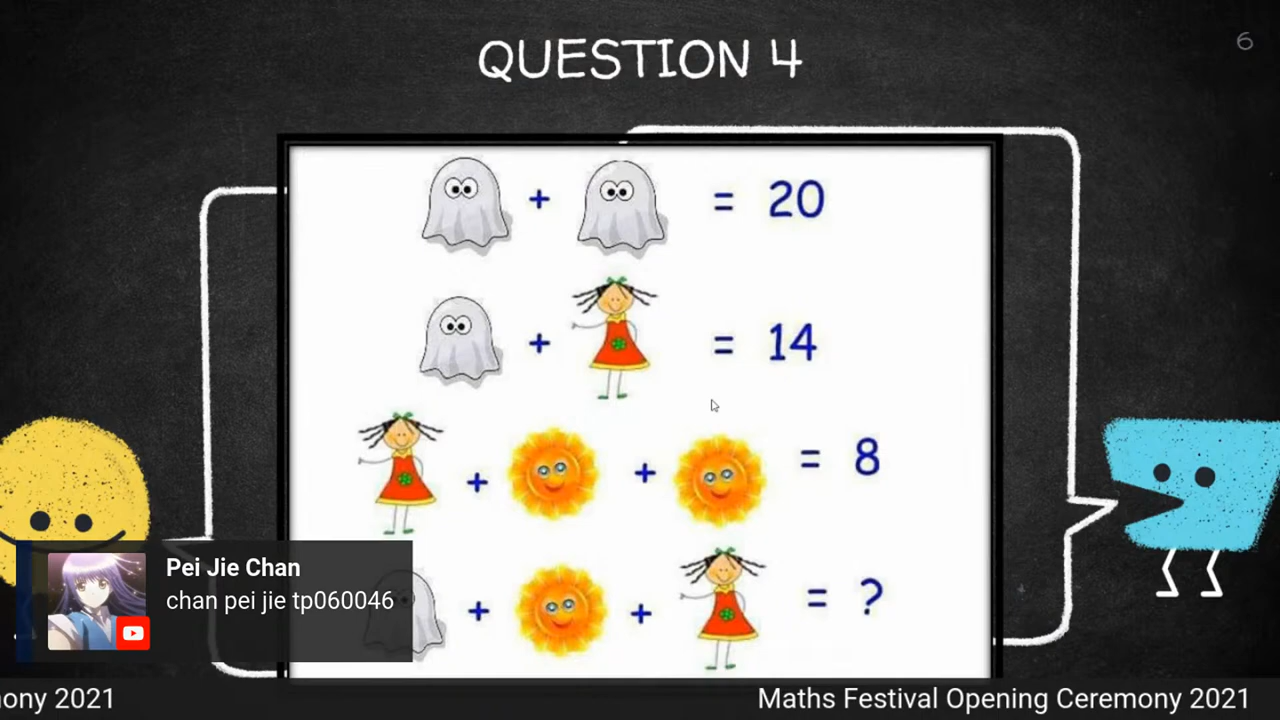 QUESTION 4
6
+ = 20
+ = 14
+ + = 8
+ + = ?
Pei Jie Chan
chan pei jie tp060046
ony 2021
Maths Festival Opening Ceremony 2021